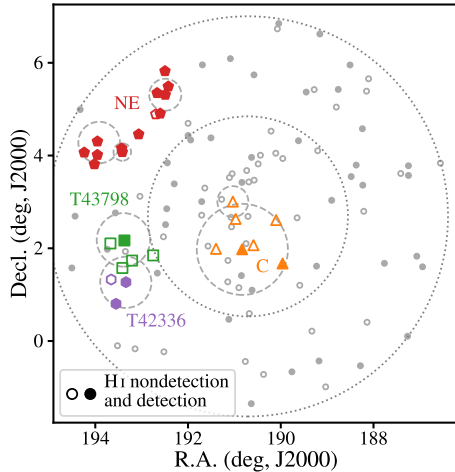 6
NE
4
T43798
Decl. (deg, J2000)
2
C
T42336
0
H I nondetection
and detection
194 192 190 188
R.A. (deg, J2000)